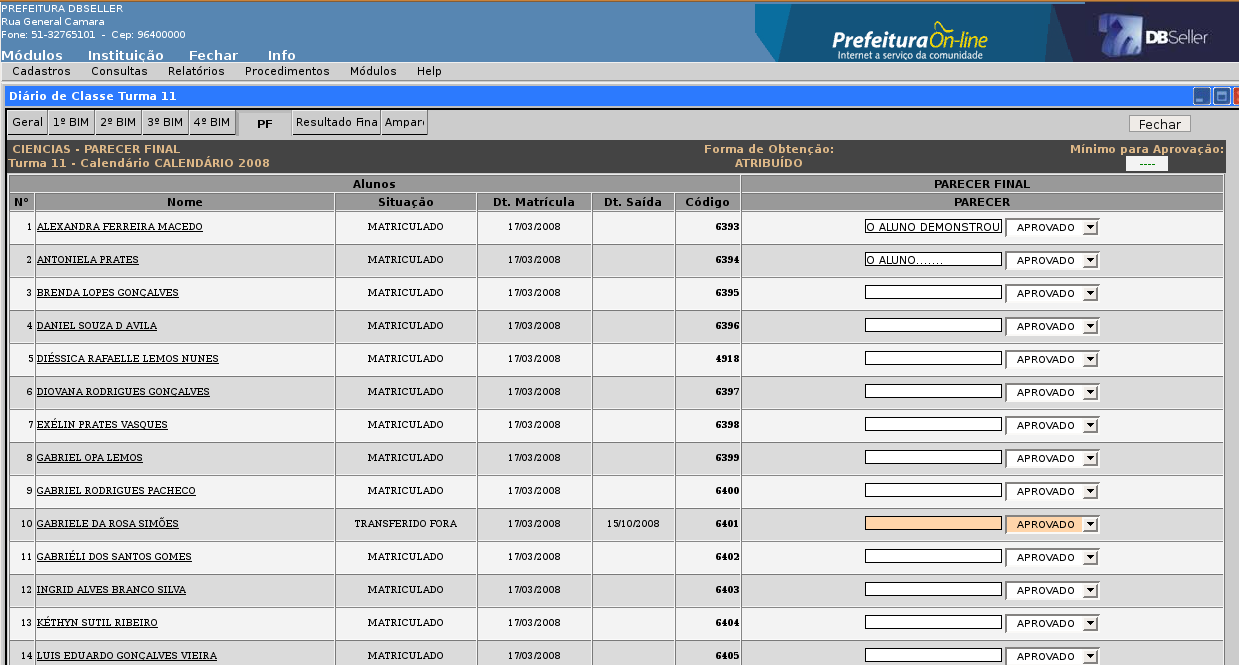 PREFEITURA DBSELLER
Rua General Camara
Fone: 51-32765101 - Cep: 96400000
Módulos Instituição Fechar Info
PrefeituraOn-line
Internet a serviço da comunidade
DBSeller
Cadastros Consultas Relatórios Procedimentos Módulos Help
Diário de Classe Turma 11
Geral 1º BIM 2º BIM 3º BIM 4º BIM PF Resultado Fina Ampar
Fechar
CIENCIAS - PARECER FINAL Forma de Obtenção: Mínimo para Aprovação:
Turma 11 - Calendário CALENDÁRIO 2008 ATRIBUÍDO ----
Alunos PARECER FINAL
Nº Nome Situação Dt. Matrícula Dt. Saída Código PARECER
1 ALEXANDRA FERREIRA MACEDO MATRICULADO 17/03/2008 6393 O ALUNO DEMONSTROU APROVADO
2 ANTONIELA PRATES MATRICULADO 17/03/2008 6394 O ALUNO....... APROVADO
3 BRENDA LOPES GONÇALVES MATRICULADO 17/03/2008 6395 APROVADO
4 DANIEL SOUZA D AVILA MATRICULADO 17/03/2008 6396 APROVADO
5 DIÉSSICA RAFAELLE LEMOS NUNES MATRICULADO 17/03/2008 4918 APROVADO
6 DIOVANA RODRIGUES GONÇALVES MATRICULADO 17/03/2008 6397 APROVADO
7 EXÉLIN PRATES VASQUES MATRICULADO 17/03/2008 6398 APROVADO
8 GABRIEL OPA LEMOS MATRICULADO 17/03/2008 6399 APROVADO
9 GABRIEL RODRIGUES PACHECO MATRICULADO 17/03/2008 6400 APROVADO
10 GABRIELE DA ROSA SIMÕES TRANSFERIDO FORA 17/03/2008 15/10/2008 6401 APROVADO
11 GABRIÉLI DOS SANTOS GOMES MATRICULADO 17/03/2008 6402 APROVADO
12 INGRID ALVES BRANCO SILVA MATRICULADO 17/03/2008 6403 APROVADO
13 KÉTHYN SUTIL RIBEIRO MATRICULADO 17/03/2008 6404 APROVADO
14 LUIS EDUARDO GONÇALVES VIEIRA MATRICULADO 17/03/2008 6405 APROVADO